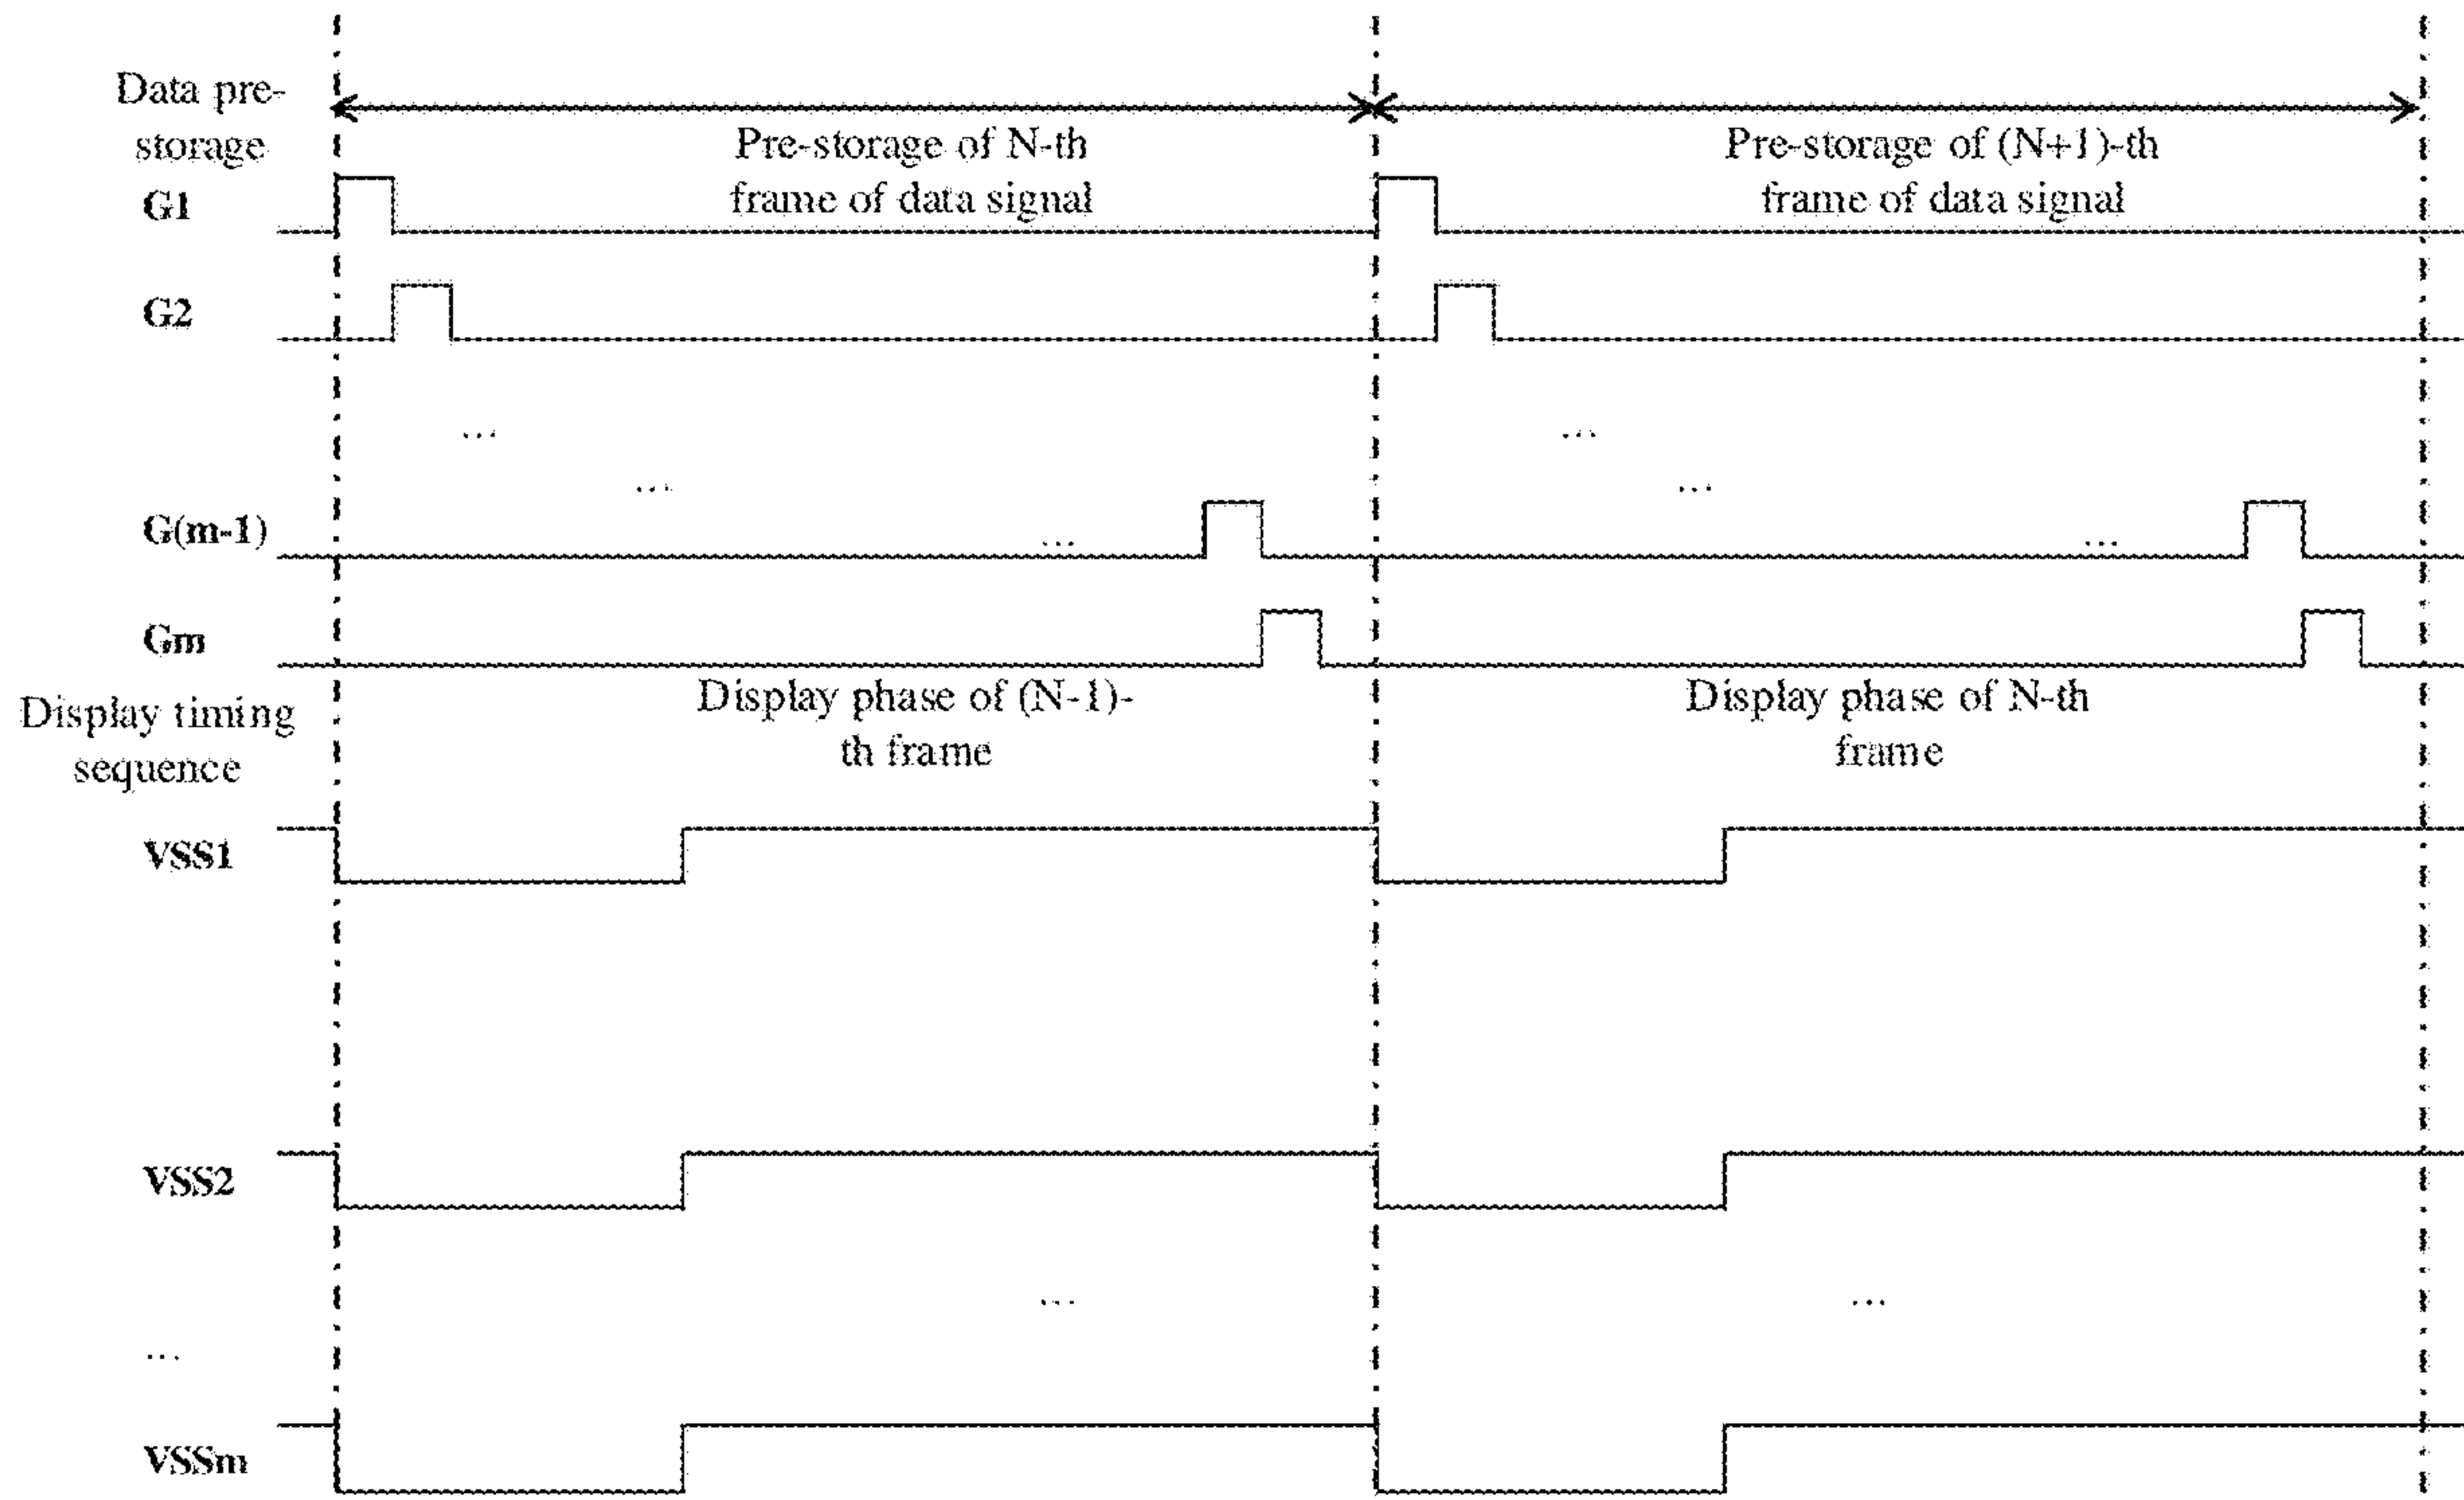 Data pre-
storage
Pre-storage of N-th
frame of data signal
Pre-storage of (N+1)-th
frame of data signal
G1
G2
...
...
...
...
G(m-1)
...
...
Gm
Display timing
sequence
Display phase of (N-1)-
th frame
Display phase of N-th
frame
VSS1
VSS2
...
...
...
VSSm